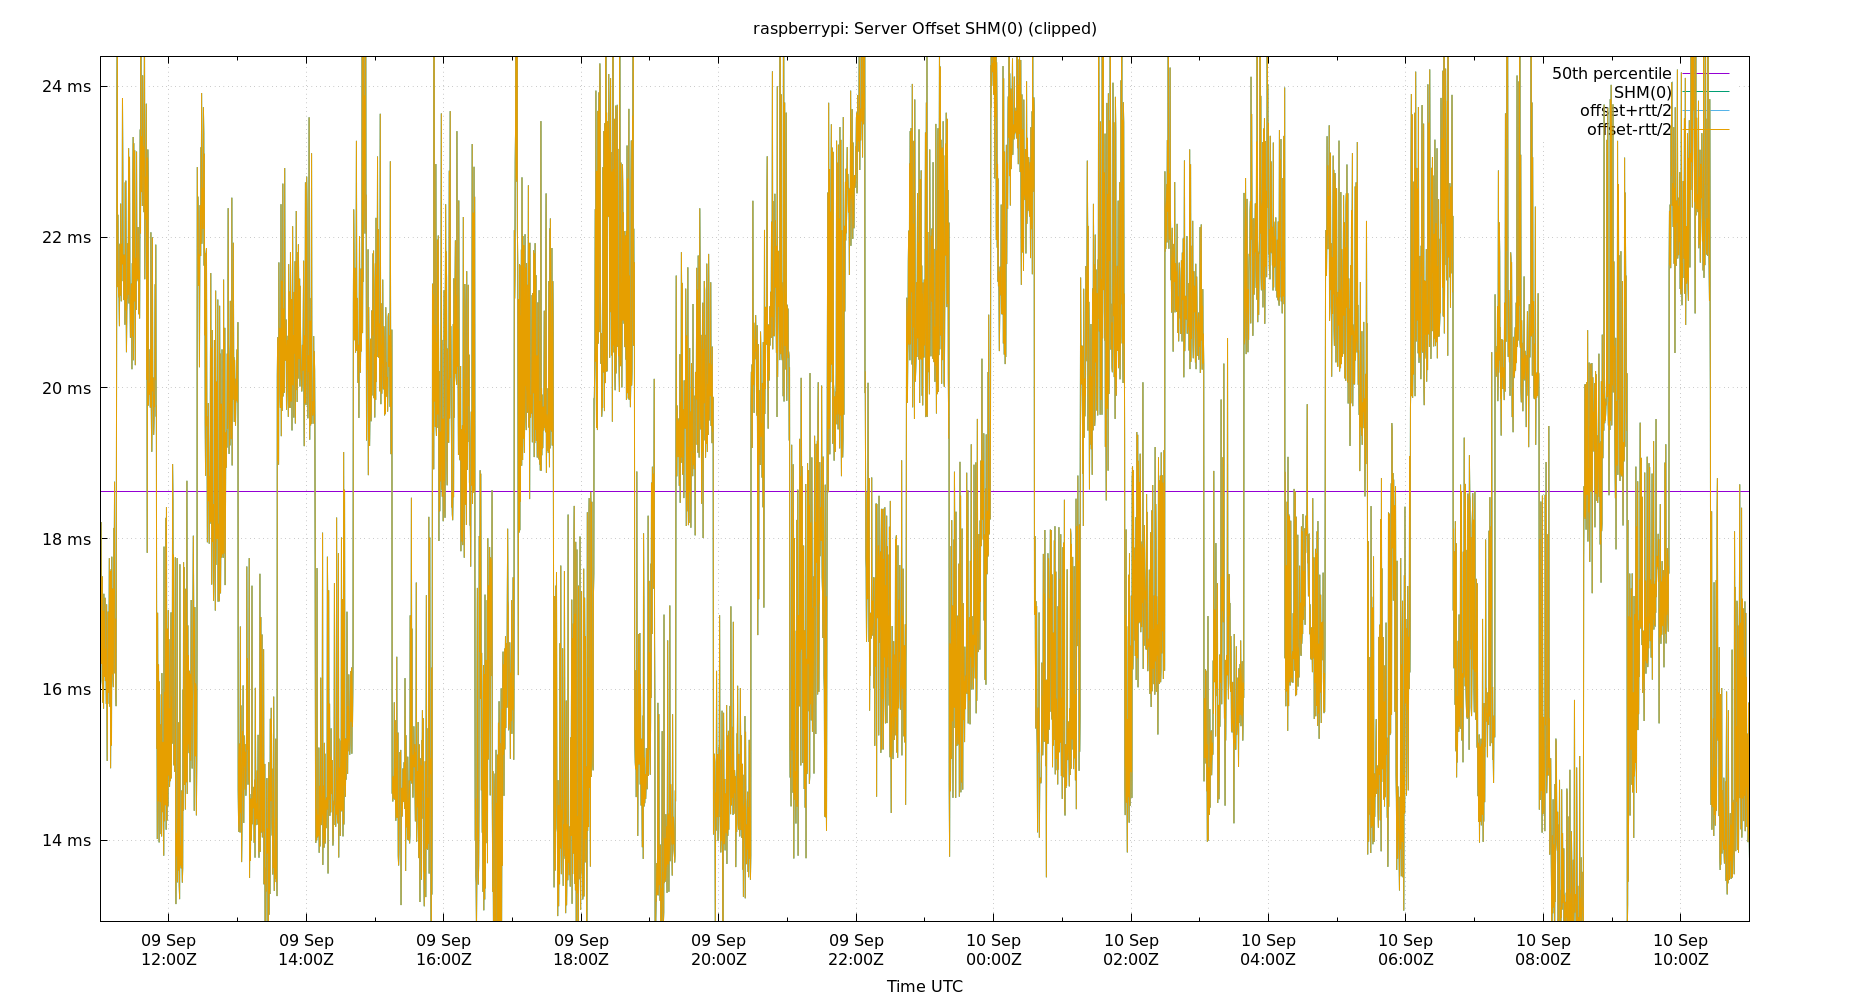 raspberrypi: Server Offset SHM(0) (clipped)
50th percentile
SHM(0)
offset+rtt/2
offset-rtt/2
24 ms
22 ms
20 ms
18 ms
16 ms
14 ms
09 Sep 09 Sep 09 Sep 09 Sep 09 Sep 09 Sep 10 Sep 10 Sep 10 Sep 10 Sep 10 Sep 10 Sep
12:00Z 14:00Z 16:00Z 18:00Z 20:00Z 22:00Z 00:00Z 02:00Z 04:00Z 06:00Z 08:00Z 10:00Z
Time UTC